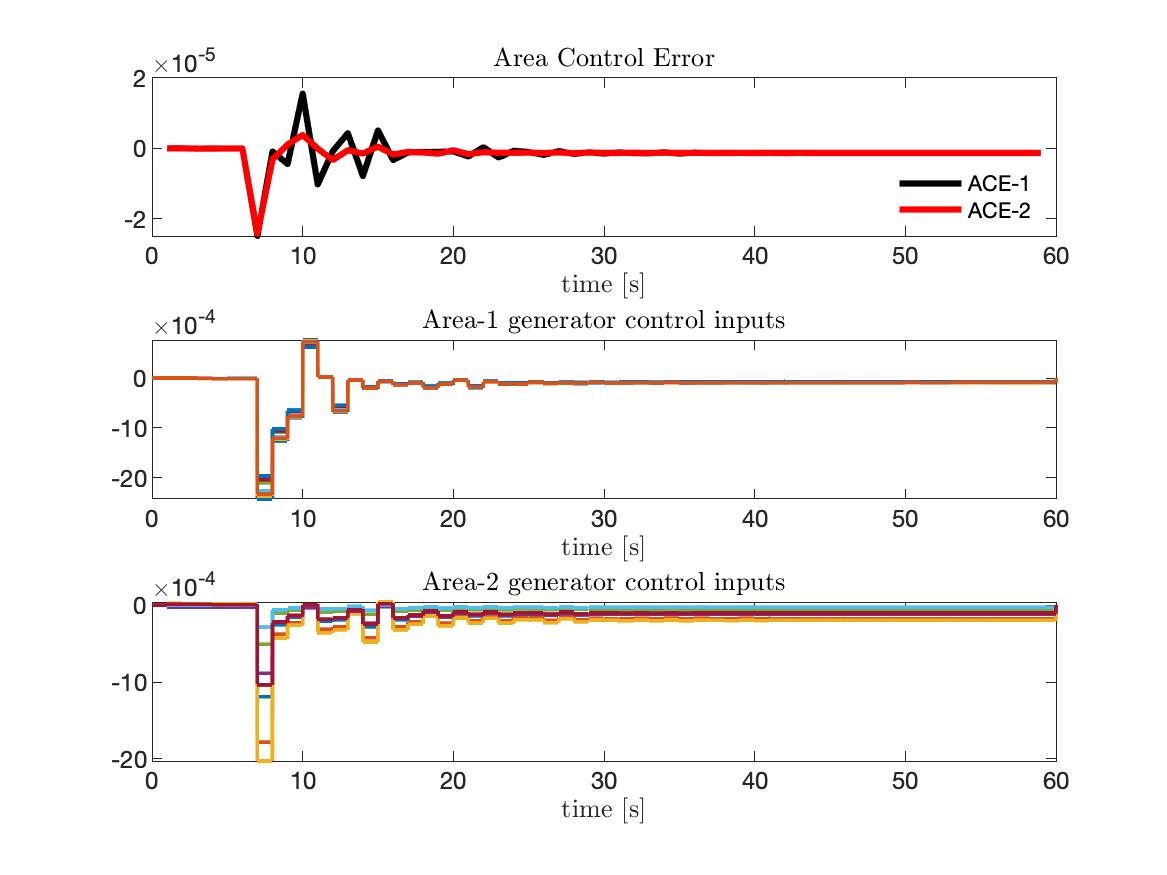 Area Control Error
×10-5
2
0
-2
ACE-1
ACE-2
0 10 20 30 40 50 60
time [s]
Area-1 generator control inputs
×10-4
0
-10
-20
0 10 20 30 40 50 60
time [s]
Area-2 generator control inputs
×10-4
0
-10
-20
0 10 20 30 40 50 60
time [s]